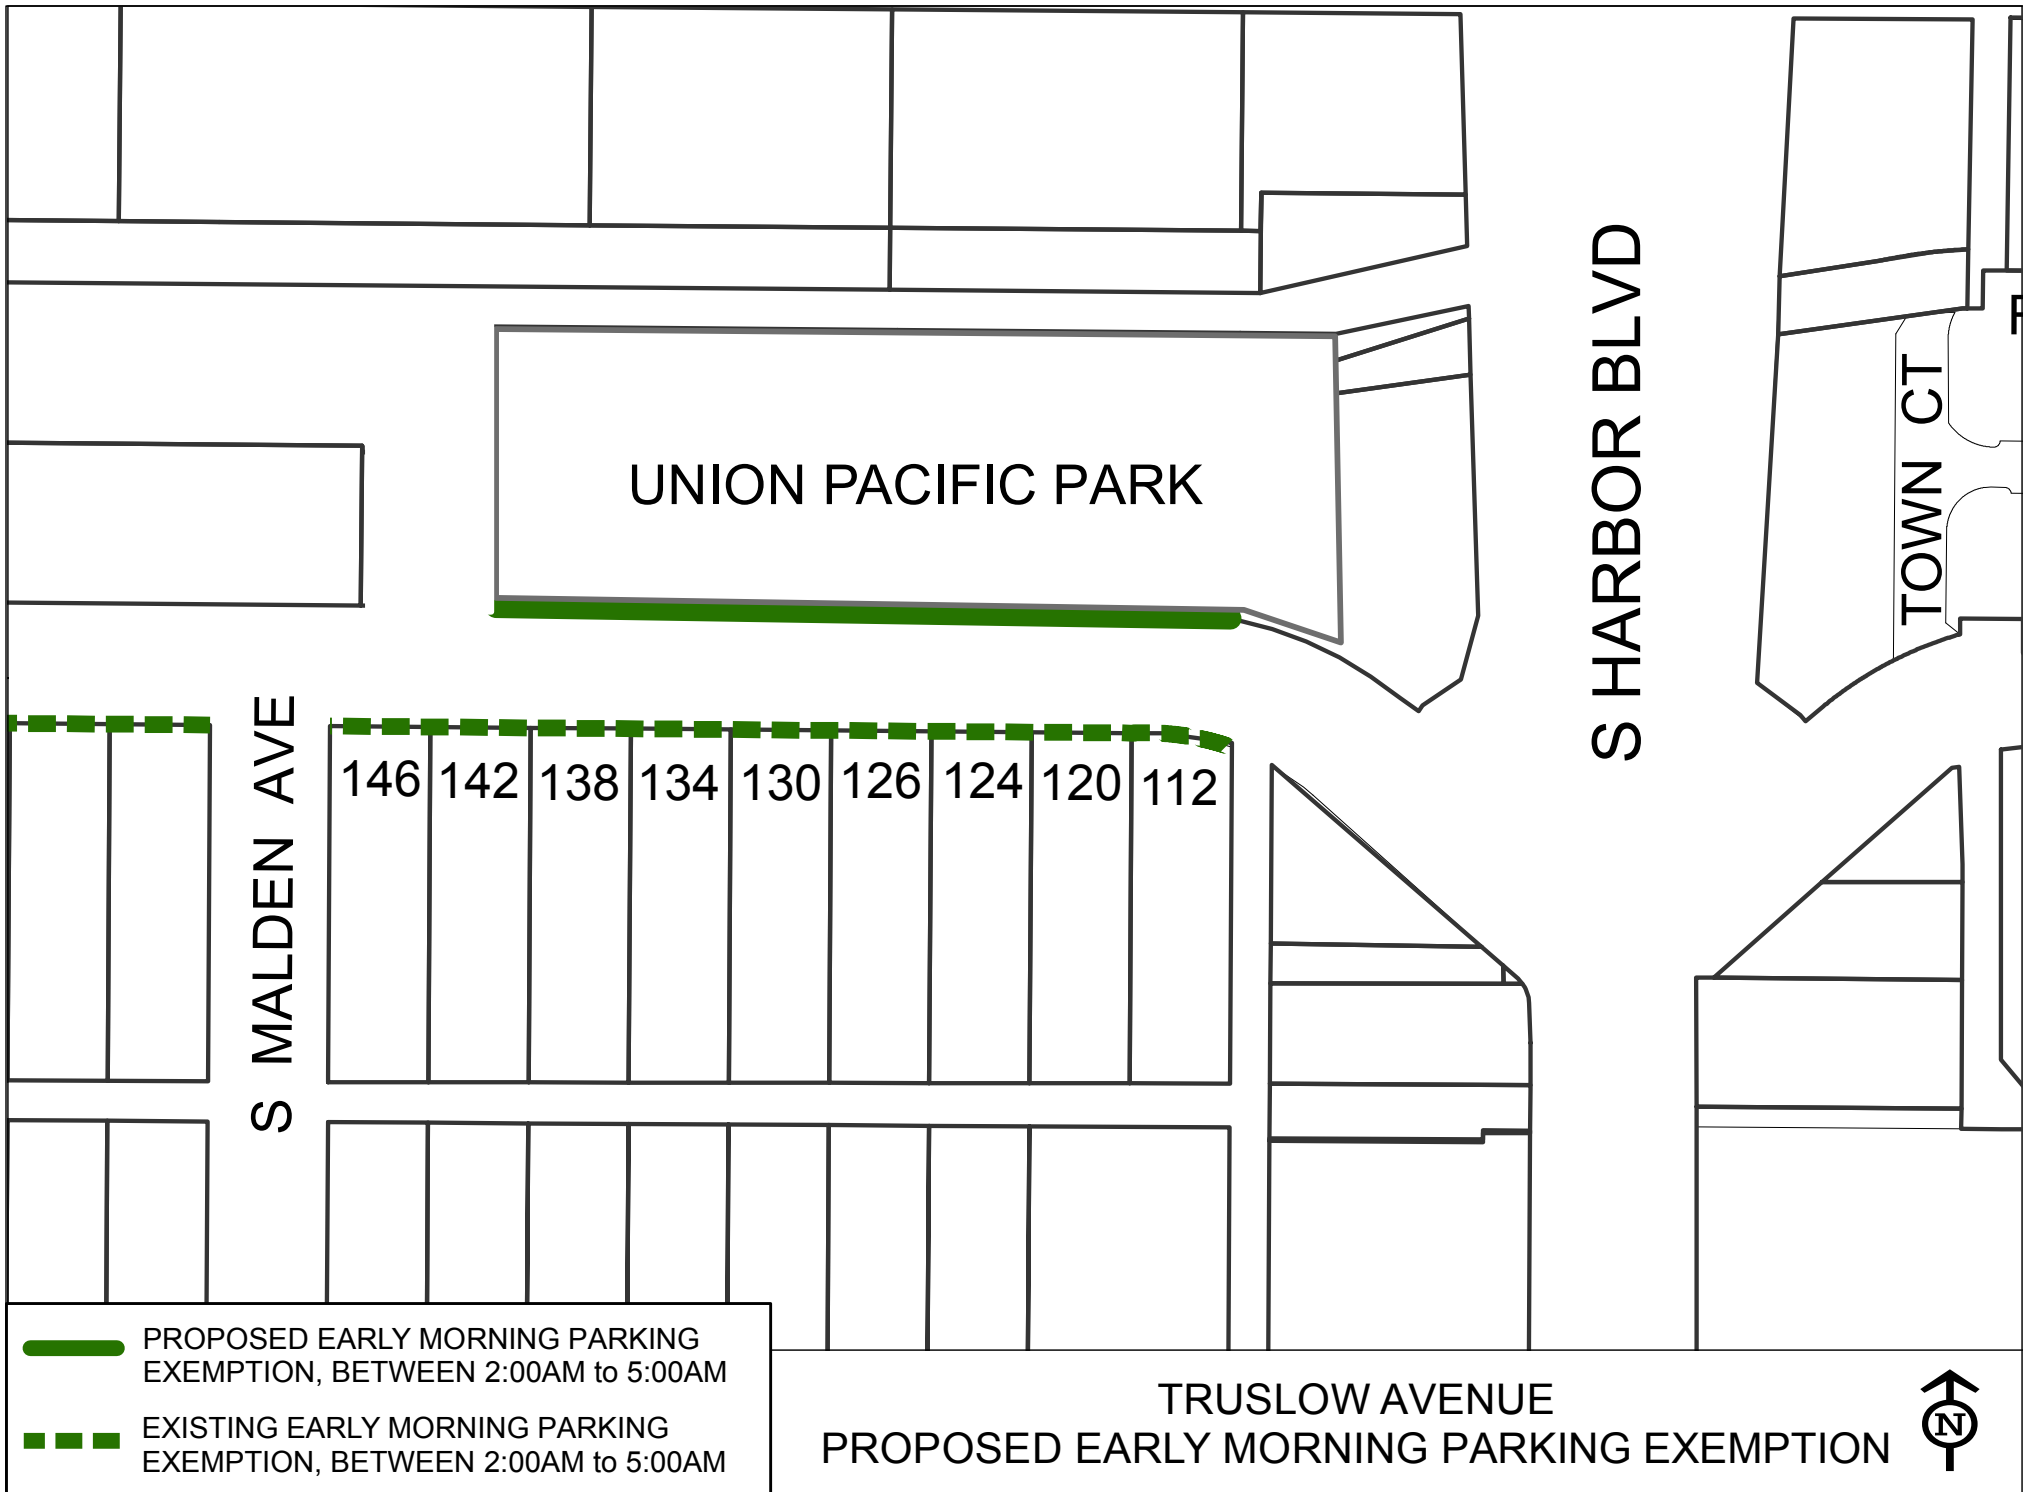 UNION PACIFIC PARK
S HARBOR BLVD
TOWN CT
S MALDEN AVE
146 142 138 134 130 126 124 120 112
PROPOSED EARLY MORNING PARKING
EXEMPTION, BETWEEN 2:00AM to 5:00AM
EXISTING EARLY MORNING PARKING
EXEMPTION, BETWEEN 2:00AM to 5:00AM
TRUSLOW AVENUE
PROPOSED EARLY MORNING PARKING EXEMPTION
N